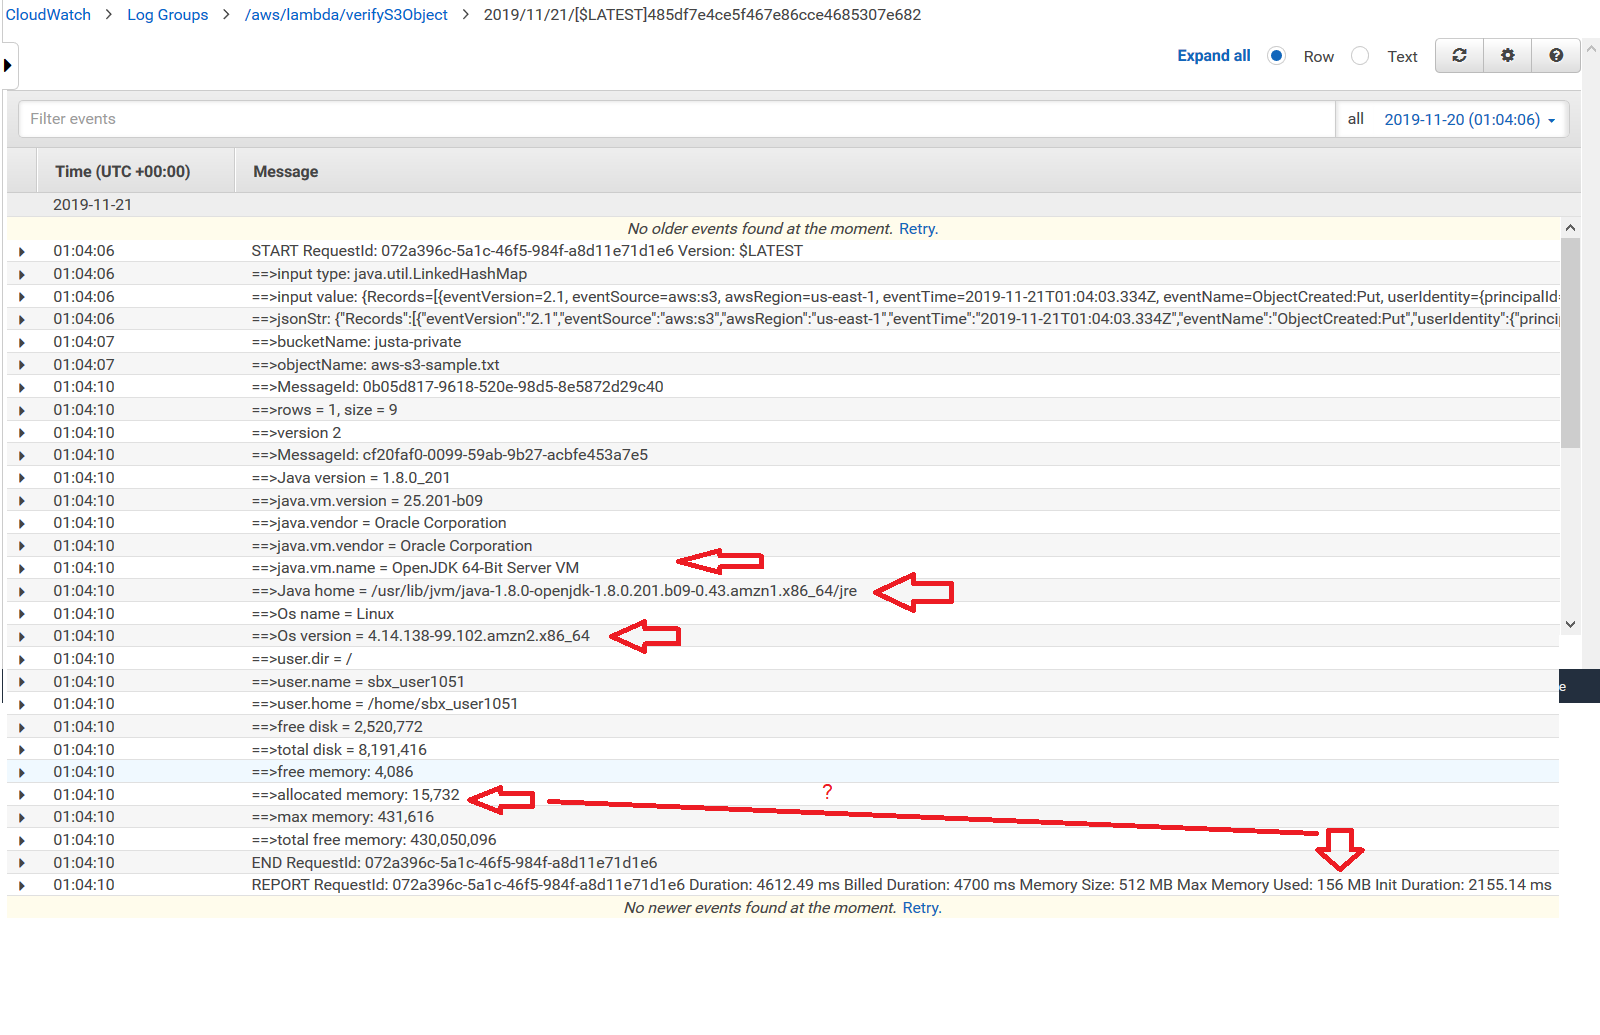 CloudWatch > Log Groups > /aws/lambda/verifyS3Object > 2019/11/21/[$LATEST]485df7e4ce5f467e86cce4685307e682
Expand all Row Text
Filter events all 2019-11-20 (01:04:06)
Time (UTC +00:00) Message
2019-11-21
No older events found at the moment. Retry.
01:04:06 START RequestId: 072a396c-5a1c-46f5-984f-a8d11e71d1e6 Version: $LATEST
01:04:06 ==>input type: java.util.LinkedHashMap
01:04:06 ==>input value: {Records=[{eventVersion=2.1, eventSource=aws:s3, awsRegion=us-east-1, eventTime=2019-11-21T01:04:03.334Z, eventName=ObjectCreated:Put, userIdentity={principalId=
01:04:06 ==>jsonStr: {"Records":[{"eventVersion":"2.1","eventSource":"aws:s3","awsRegion":"us-east-1","eventTime":"2019-11-21T01:04:03.334Z","eventName":"ObjectCreated:Put","userIdentity":{"princi
01:04:07 ==>bucketName: justa-private
01:04:07 ==>objectName: aws-s3-sample.txt
01:04:10 ==>MessageId: 0b05d817-9618-520e-98d5-8e5872d29c40
01:04:10 ==>rows = 1, size = 9
01:04:10 ==>version 2
01:04:10 ==>MessageId: cf20faf0-0099-59ab-9b27-acbfe453a7e5
01:04:10 ==>Java version = 1.8.0_201
01:04:10 ==>java.vm.version = 25.201-b09
01:04:10 ==>java.vendor = Oracle Corporation
01:04:10 ==>java.vm.vendor = Oracle Corporation
01:04:10 ==>java.vm.name = OpenJDK 64-Bit Server VM
01:04:10 ==>Java home = /usr/lib/jvm/java-1.8.0-openjdk-1.8.0.201.b09-0.43.amzn1.x86_64/jre
01:04:10 ==>Os name = Linux
01:04:10 ==>Os version = 4.14.138-99.102.amzn2.x86_64
01:04:10 ==>user.dir = /
01:04:10 ==>user.name = sbx_user1051
e
01:04:10 ==>user.home = /home/sbx_user1051
01:04:10 ==>free disk = 2,520,772
01:04:10 ==>total disk = 8,191,416
01:04:10 ==>free memory: 4,086
01:04:10 ==>allocated memory: 15,732 ?
01:04:10 ==>max memory: 431,616
01:04:10 ==>total free memory: 430,050,096
01:04:10 END RequestId: 072a396c-5a1c-46f5-984f-a8d11e71d1e6
01:04:10 REPORT RequestId: 072a396c-5a1c-46f5-984f-a8d11e71d1e6 Duration: 4612.49 ms Billed Duration: 4700 ms Memory Size: 512 MB Max Memory Used: 156 MB Init Duration: 2155.14 ms
No newer events found at the moment. Retry.